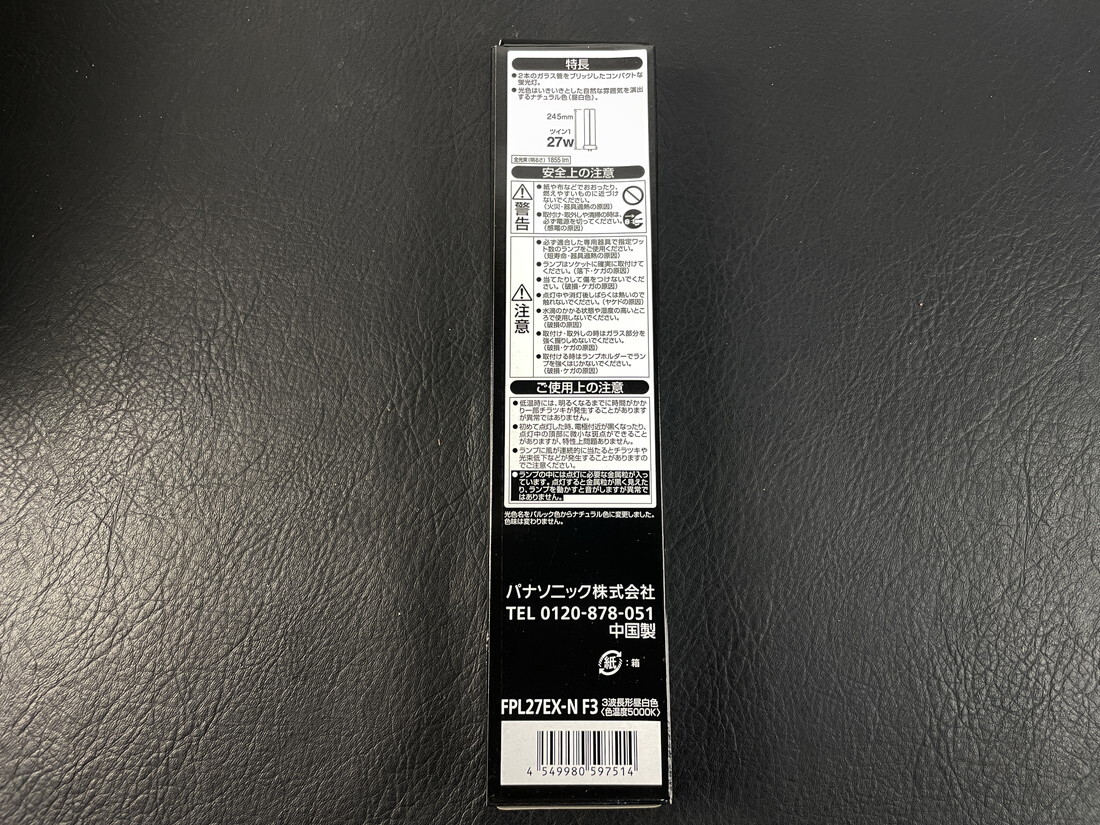 特長
●2本のガラス管をブリッジしたコンパクトな
蛍光灯。
●光色はいきいきとした自然な雰囲気を演出
するナチュラル色(昼白色)。
245mm
ツイン1
27W
全光束(明るさ) 1855 lm
安全上の注意
警告
●紙や布などでおおったり、
燃えやすいものに近づけ
ないでください。
(火災・器具過熱の原因)
●取付け・取外しや清掃の時は、
必ず電源を切ってください。
(感電の原因)
注意
●必ず適合した専用器具で指定ワッ
ト数のランプをご使用ください。
(短寿命・器具過熱の原因)
●ランプはソケットに確実に取付けて
ください。(落下・ケガの原因)
●当てたりして傷をつけないでくだ
さい。(破損・ケガの原因)
●点灯中や消灯後しばらくは熱いので
触れないでください。(ヤケドの原因)
●水滴のかかる状態や湿度の高いとこ
ろで使用しないでください。
(破損の原因)
●取付け・取外しの時はガラス部分を
強く握りしめないでください。
(破損・ケガの原因)
●取付ける時はランプホルダーでラン
プを強くはじかないでください。
(破損・ケガの原因)
ご使用上の注意
●低温時には、明るくなるまでに時間がかか
り一部チラツキが発生することがあります
が異常ではありません。
●初めて点灯した時、電極付近が黒くなったり、
点灯中の頂部に微小な斑点ができること
がありますが、特性上問題ありません。
●ランプに風が連続的に当たるとチラツキや
光束低下などが発生することがありますの
でご注意ください。
●ランプの中には点灯に必要な金属粒が入っ
ています。点灯すると金属粒が黒く見えた
り、ランプを動かすと音がしますが異常で
はありません。
光色名をパルック色からナチュラル色に変更しました。
色味は変わりません。
パナソニック株式会社
TEL 0120-878-051
中国製
紙:箱
FPL27EX-N F3 3波長形昼白色
〈色温度5000K〉
4 549980 597514